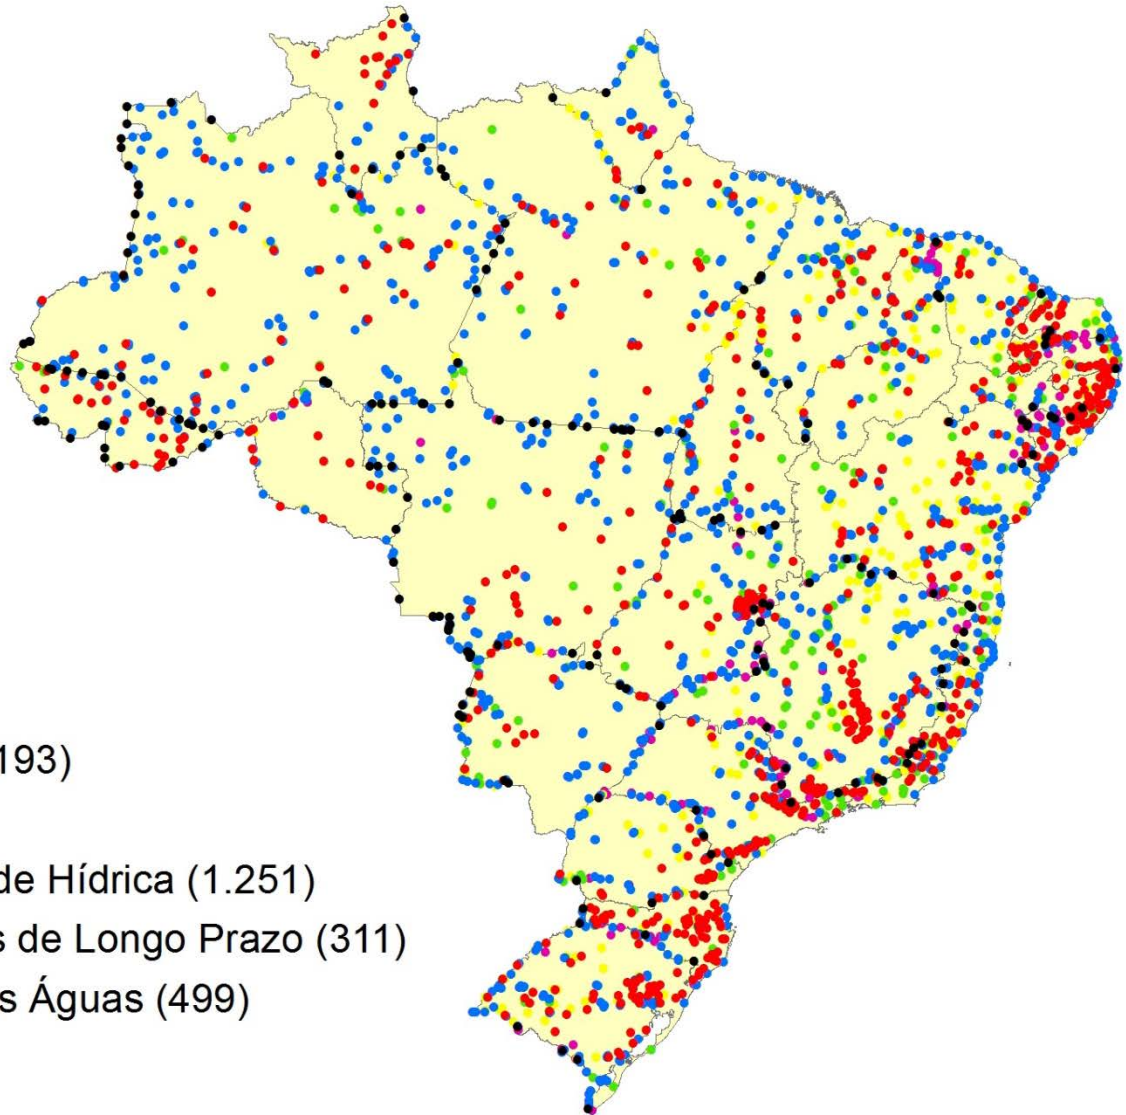 193)
de Hídrica (1.251)
s de Longo Prazo (311)
s Águas (499)